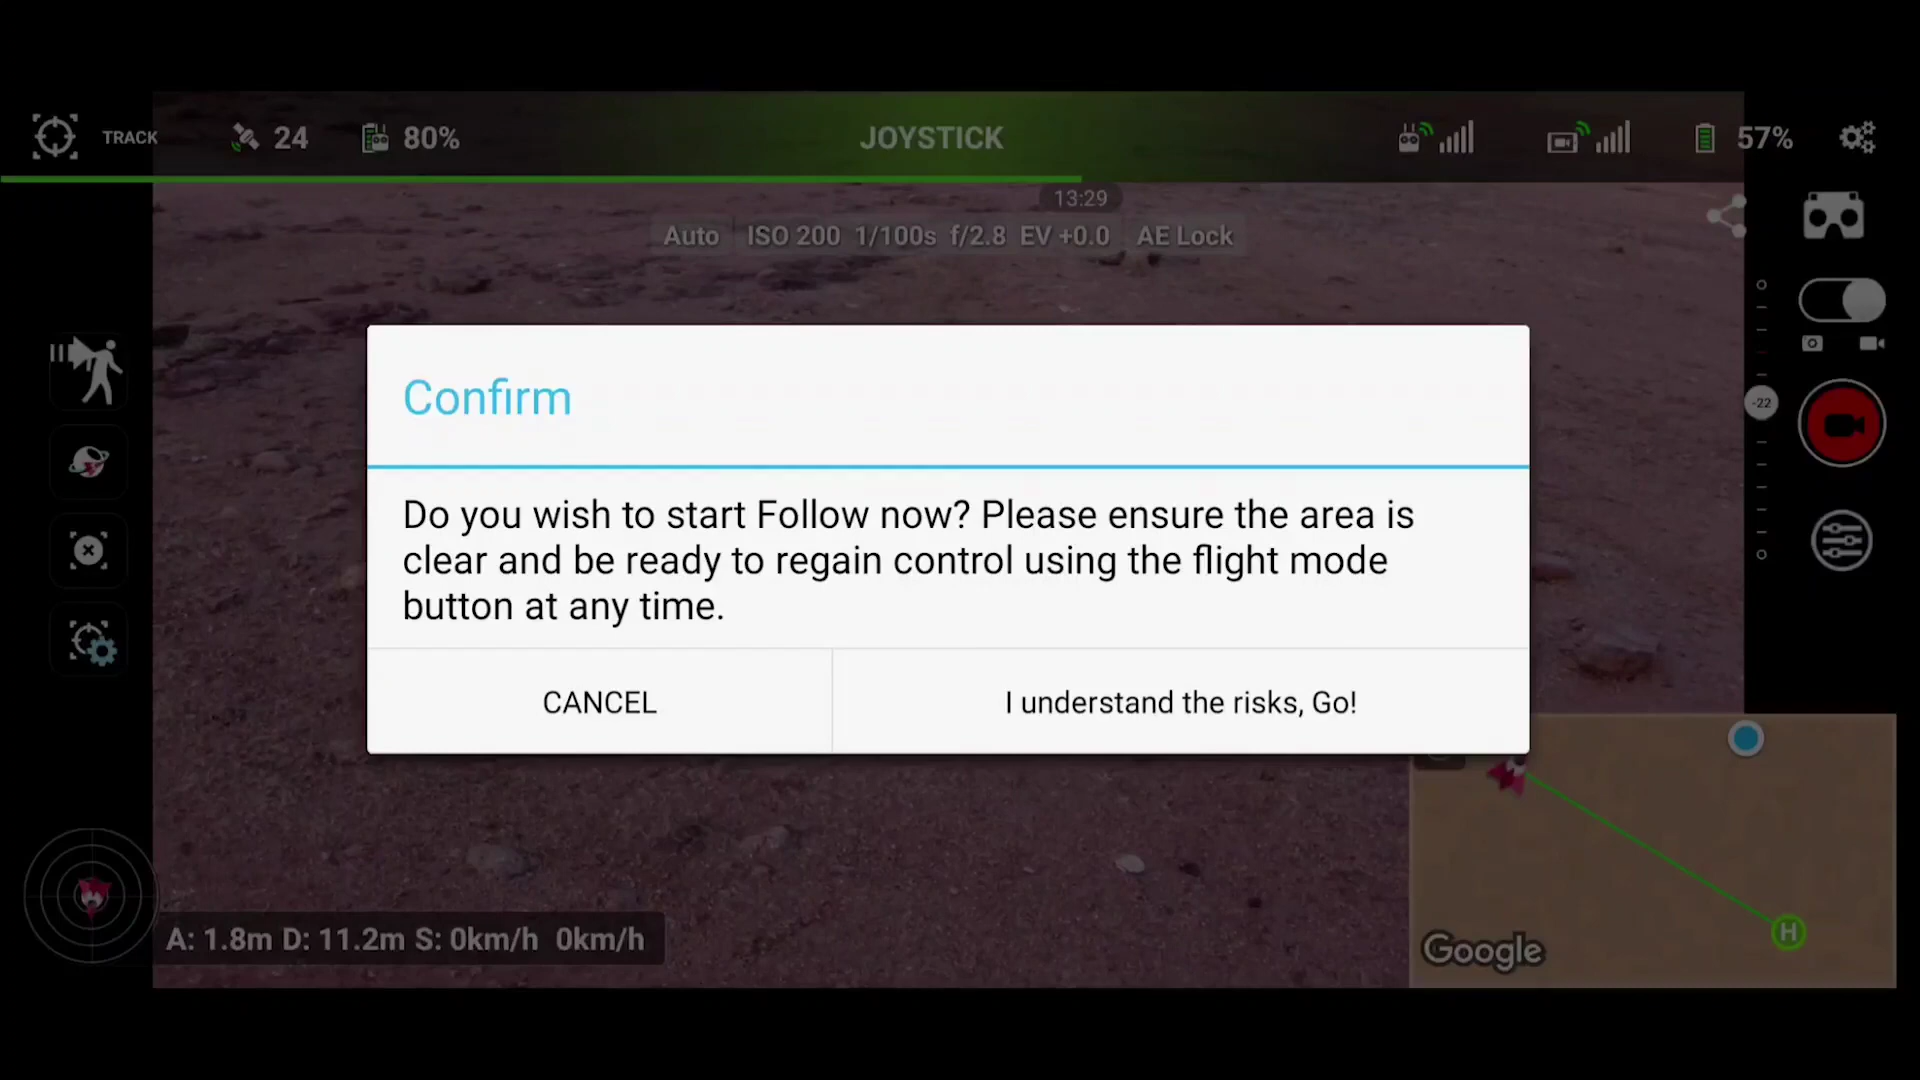 TRACK 24 80% JOYSTICK 57%
13:29
Auto ISO 200 1/100s f/2.8 EV +0.0 AE Lock
Confirm
-22
Do you wish to start Follow now? Please ensure the area is
clear and be ready to regain control using the flight mode
button at any time.
CANCEL I understand the risks, Go!
A: 1.8m D: 11.2m S: 0km/h 0km/h
H
Google